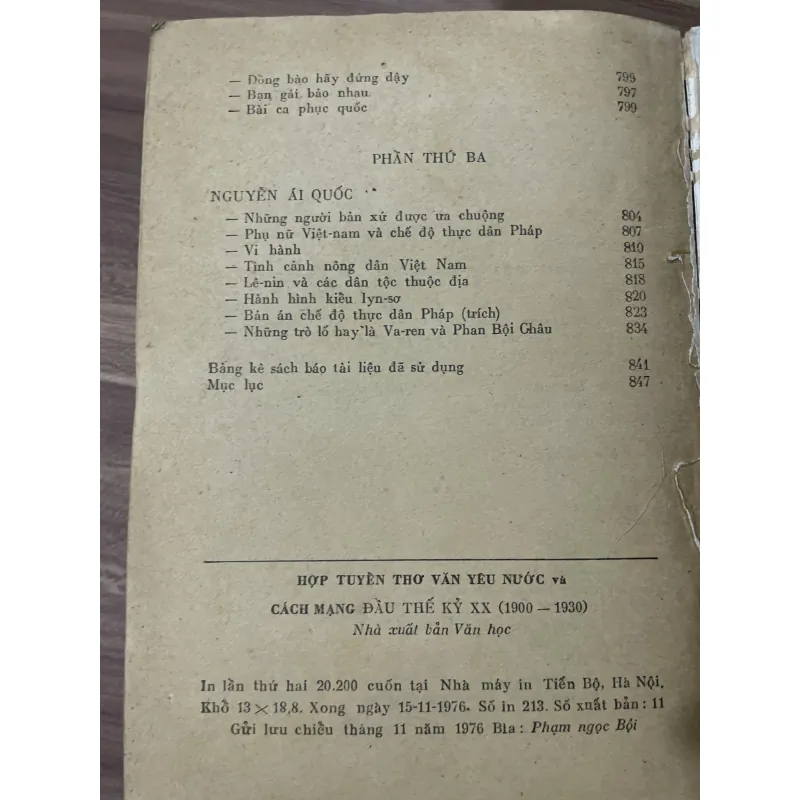 — Đồng bào hãy đứng dậy 799
— Bạn gái bảo nhau 797
— Bài ca phục quốc 799
PHẦN THỨ BA
NGUYỄN ÁI QUỐC
— Những người bản xứ được ưa chuộng 804
— Phụ nữ Việt-nam và chế độ thực dân Pháp 807
— Vi hành 810
— Tình cảnh nông dân Việt Nam 815
— Lê-nin và các dân tộc thuộc địa 818
— Hành hình kiểu lyn-sơ 820
— Bản án chế độ thực dân Pháp (trích) 823
— Những trò lố hay là Va-ren và Phan Bội Châu 834
Bảng kê sách báo tài liệu đã sử dụng 841
Mục lục 847
HỢP TUYỂN THƠ VĂN YÊU NƯỚC và
CÁCH MẠNG ĐẦU THẾ KỶ XX (1900 — 1930)
Nhà xuất bản Văn học
In lần thứ hai 20.200 cuốn tại Nhà máy in Tiến Bộ, Hà Nội,
Khổ 13 × 18,8. Xong ngày 15-11-1976. Số in 213. Số xuất bản : 11
Gửi lưu chiểu tháng 11 năm 1976 Bìa : Phạm ngọc Bội